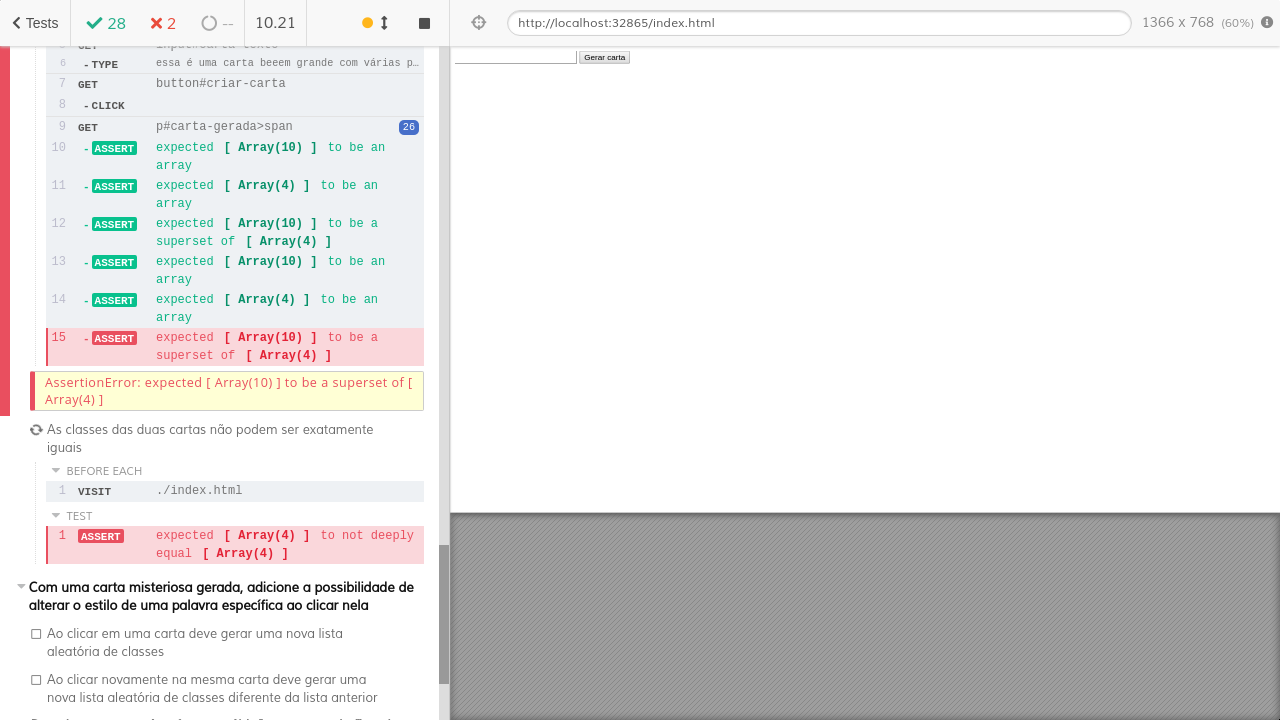 Tests 28 2 -- 10.21 http://localhost:32865/index.html 1366 x 768 (60%)
6 -TYPE essa é uma carta beeem grande com várias p…
Gerar carta
7 GET button#criar-carta
8 -CLICK
9 GET p#carta-gerada>span 26
10 -ASSERT expected [ Array(10) ] to be an
array
11 -ASSERT expected [ Array(4) ] to be an
array
12 -ASSERT expected [ Array(10) ] to be a
superset of [ Array(4) ]
13 -ASSERT expected [ Array(10) ] to be an
array
14 -ASSERT expected [ Array(4) ] to be an
array
15 -ASSERT expected [ Array(10) ] to be a
superset of [ Array(4) ]
AssertionError: expected [ Array(10) ] to be a superset of [
Array(4) ]
As classes das duas cartas não podem ser exatamente
iguais
BEFORE EACH
1 VISIT ./index.html
TEST
1 ASSERT expected [ Array(4) ] to not deeply
equal [ Array(4) ]
Com uma carta misteriosa gerada, adicione a possibilidade de
alterar o estilo de uma palavra específica ao clicar nela
Ao clicar em uma carta deve gerar uma nova lista
aleatória de classes
Ao clicar novamente na mesma carta deve gerar uma
nova lista aleatória de classes diferente da lista anterior